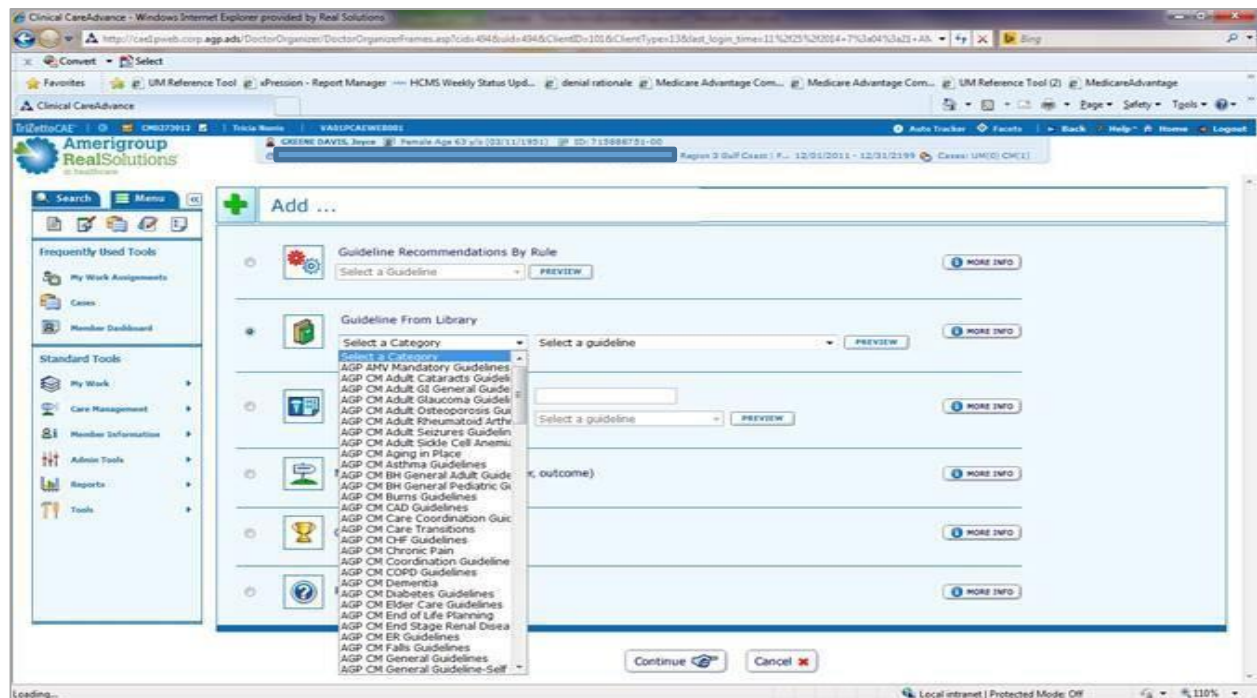 Clinical CareAdvance - Windows Internet Explorer provided by Real Solutions
Bing
x Convert Select
Favorites UM Reference Tool xPression - Report Manager HCMS Weekly Status Upd... denial rationale Medicare Advantage Com... Medicare Advantage Com... UM Reference Tool (2) MedicareAdvantage
Clinical CareAdvance Page Safety Tools
TriZettoCAE Tricia Auto Tracker Facets Back Help Home Logout
Amerigroup
RealSolutions
in healthcare
GREENE DAVIS, Joyce Female Age 63 y/o (03/11/1951)
Region 3 Gulf Coast | F... 12/01/2011 - 12/31/2199 Cases: UM(0) CM(1)
Search Menu
Add ...
Frequently Used Tools
My Work Assignments
Cases
Member Dashboard
Standard Tools
My Work
Care Management
Member Information
Admin Tools
Reports
Tools
Guideline Recommendations By Rule
Select a Guideline PREVIEW MORE INFO
Guideline From Library
Select a Category Select a guideline PREVIEW MORE INFO
Select a Category
AGP AMV Mandatory Guidelines
AGP CM Adult Cataracts Guideli
AGP CM Adult GI General Guide
AGP CM Adult Glaucoma Guideli
AGP CM Adult Osteoporosis Gui
AGP CM Adult Rheumatoid Arthr
AGP CM Adult Seizures Guidelin
AGP CM Adult Sickle Cell Anemia
AGP CM Aging in Place
AGP CM Asthma Guidelines
AGP CM BH General Adult Guide
AGP CM BH General Pediatric Gu
AGP CM Burns Guidelines
AGP CM CAD Guidelines
AGP CM Care Coordination Guid
AGP CM Care Transitions
AGP CM CHF Guidelines
AGP CM Chronic Pain
AGP CM Coordination Guideline
AGP CM COPD Guidelines
AGP CM Dementia
AGP CM Diabetes Guidelines
AGP CM Elder Care Guidelines
AGP CM End of Life Planning
AGP CM End Stage Renal Disea
AGP CM ER Guidelines
AGP CM Falls Guidelines
AGP CM General Guidelines
AGP CM General Guideline-Self
Select a guideline PREVIEW MORE INFO
, outcome) MORE INFO
MORE INFO
MORE INFO
Continue Cancel
Loading... Local intranet | Protected Mode: Off 110%